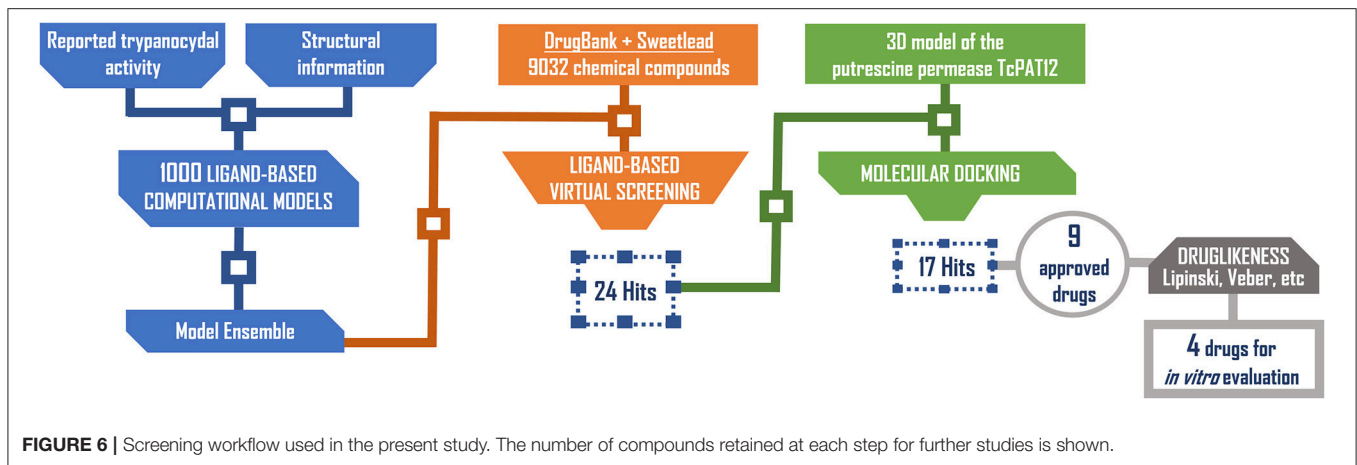 Reported trypanocydal
activity
Structural
information
1000 LIGAND-BASED
COMPUTATIONAL MODELS
Model Ensemble
DrugBank + Sweetlead
9032 chemical compounds
LIGAND-BASED
VIRTUAL SCREENING
24 Hits
3D model of the
putrescine permease TcPAT12
MOLECULAR DOCKING
17 Hits
9
approved
drugs
DRUGLIKENESS
Lipinski, Veber, etc
4 drugs for
in vitro evaluation
FIGURE 6 | Screening workflow used in the present study. The number of compounds retained at each step for further studies is shown.